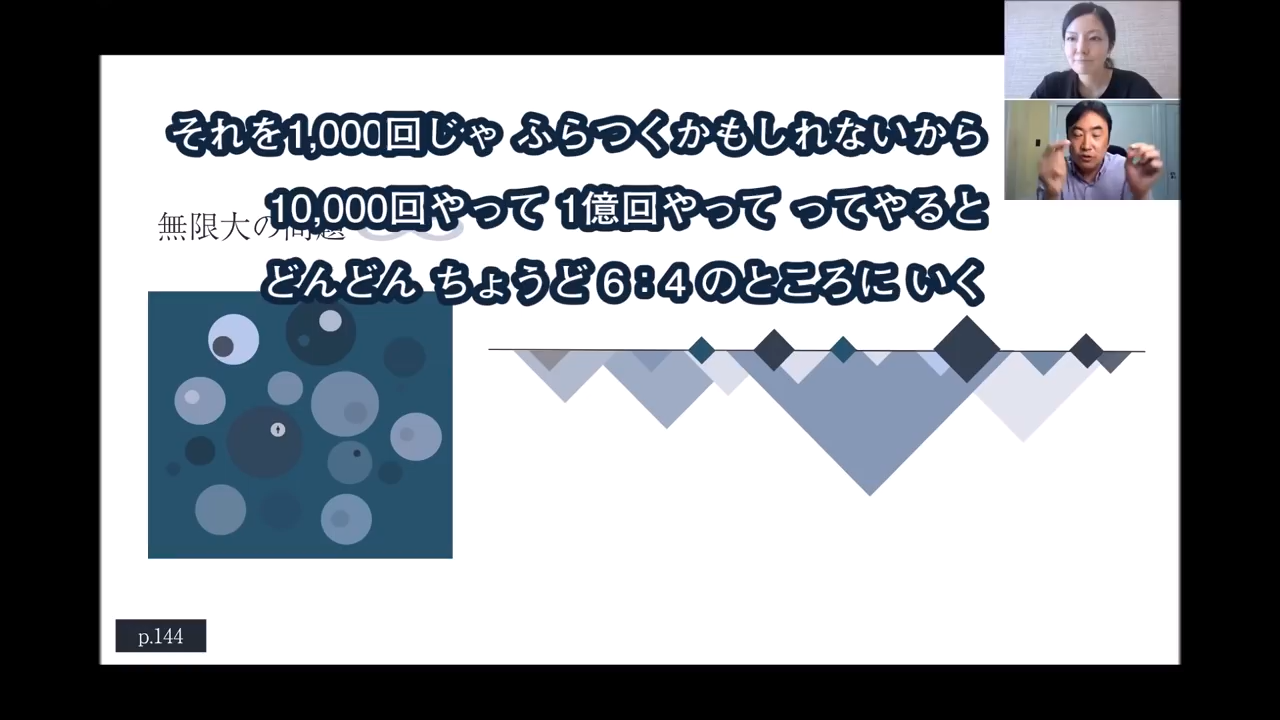 それを1,000回じゃ ふらつくかもしれないから
10,000回やって 1億回やって ってやると
無限大の問題
どんどん ちょうど6：4のところに いく
p.144